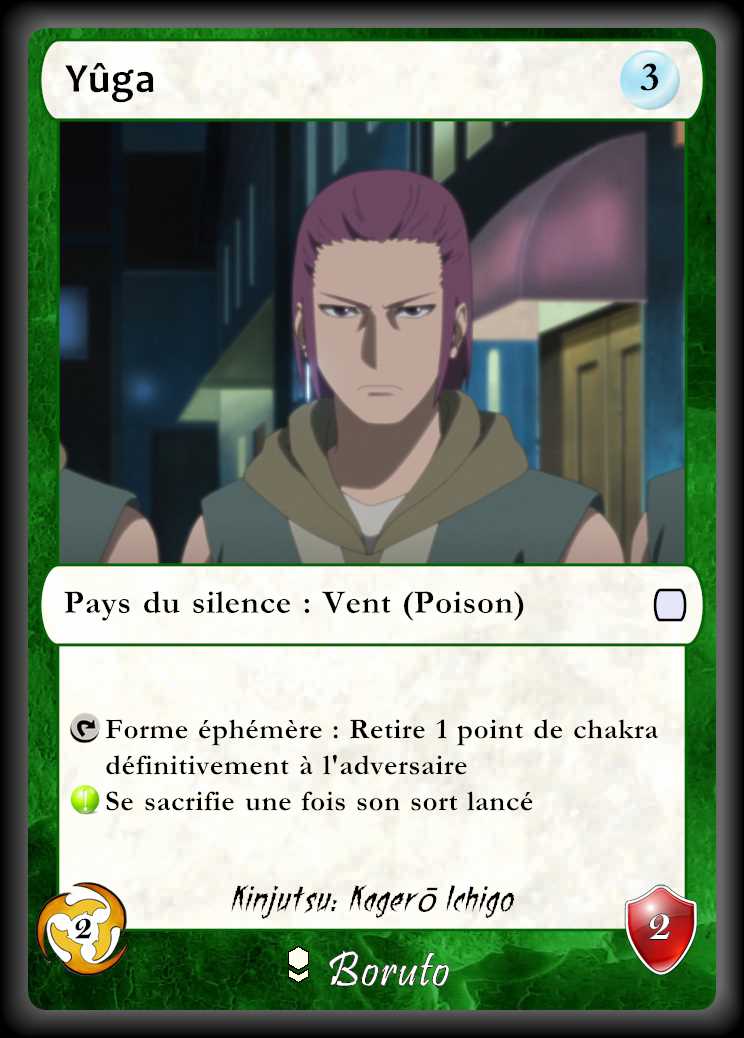 Yûga
3
Pays du silence : Vent (Poison)
Forme éphémère : Retire 1 point de chakra
définitivement à l'adversaire
Se sacrifie une fois son sort lancé
Kinjutsu: Kagerō Ichigo
2
2
Boruto